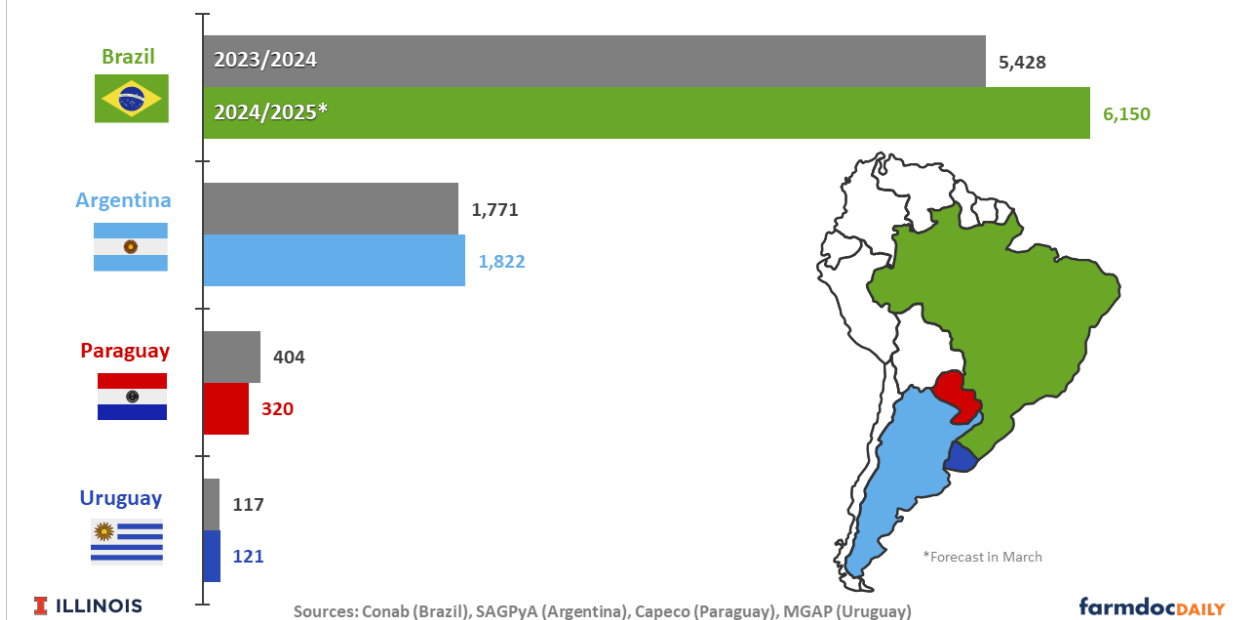 Brazil
2023/2024
5,428
2024/2025*
6,150
Argentina
1,771
1,822
Paraguay
404
320
Uruguay
117
121
*Forecast in March
I ILLINOIS
Sources: Conab (Brazil), SAGPyA (Argentina), Capeco (Paraguay), MGAP (Uruguay)
farmdocDAILY